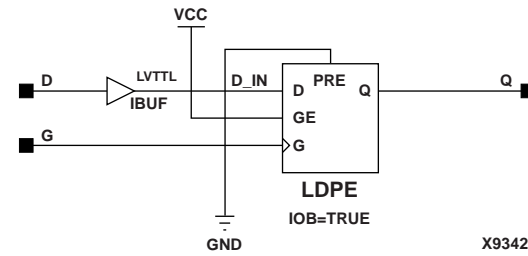 VCC
D
LVTTL
IBUF
D_IN
D
PRE
Q
Q
GE
G
G
LDPE
IOB=TRUE
GND
X9342